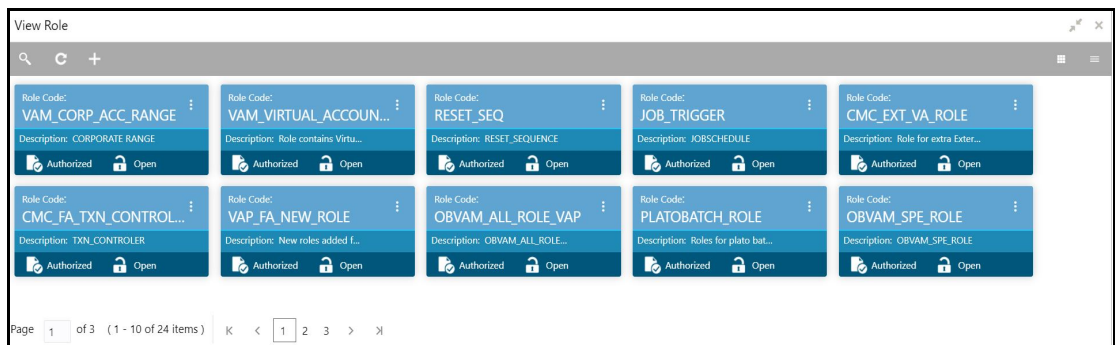 View Role
Role Code:
VAM_CORP_ACC_RANGE
Description: CORPORATE RANGE
Authorized Open
Role Code:
VAM_VIRTUAL_ACCOUN...
Description: Role contains Virtu...
Authorized Open
Role Code:
RESET_SEQ
Description: RESET_SEQUENCE
Authorized Open
Role Code:
JOB_TRIGGER
Description: JOBSCHEDULE
Authorized Open
Role Code:
CMC_EXT_VA_ROLE
Description: Role for extra Exter...
Authorized Open
Role Code:
CMC_FA_TXN_CONTROL...
Description: TXN_CONTROLER
Authorized Open
Role Code:
VAP_FA_NEW_ROLE
Description: New roles added f...
Authorized Open
Role Code:
OBVAM_ALL_ROLE_VAP
Description: OBVAM_ALL_ROLE...
Authorized Open
Role Code:
PLATOBATCH_ROLE
Description: Roles for plato bat...
Authorized Open
Role Code:
OBVAM_SPE_ROLE
Description: OBVAM_SPE_ROLE
Authorized Open
Page 1 of 3 ( 1 - 10 of 24 items ) 1 2 3